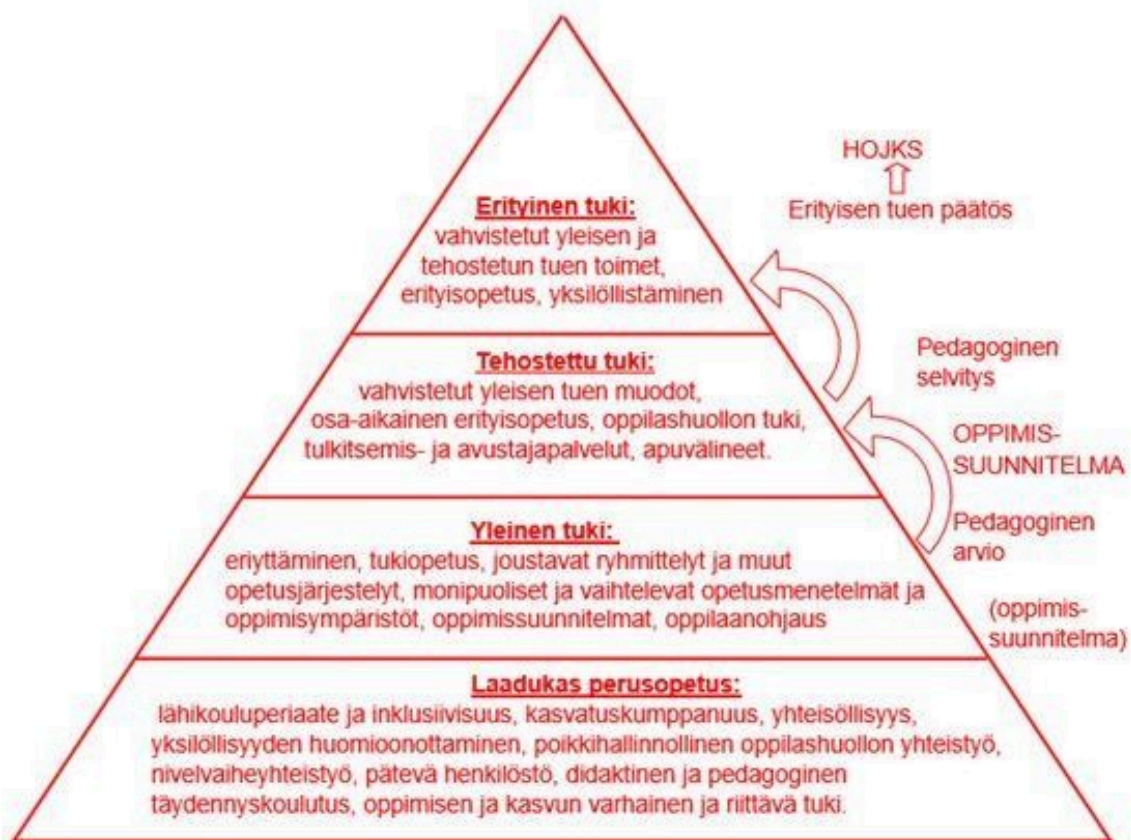 HOJKS
Erityisen tuen päätös
Erityinen tuki:
vahvistetut yleisen ja
tehostetun tuen toimet,
erityisopetus, yksilöllistäminen
Pedagoginen
selvitys
Tehostettu tuki:
vahvistetut yleisen tuen muodot,
osa-aikainen erityisopetus, oppilashuollon tuki,
tulkitsemis- ja avustajapalvelut, apuvälineet.
OPPIMIS-
SUUNNITELMA
Pedagoginen
arvio
Yleinen tuki:
eriyttäminen, tukiopetus, joustavat ryhmittelyt ja muut
opetusjärjestelyt, monipuoliset ja vaihtelevat opetusmenetelmät ja
oppimisympäristöt, oppimissuunnitelmat, oppilaanohjaus
(oppimis-
suunnitelma)
Laadukas perusopetus:
lähikouluperiaate ja inklusiivisuus, kasvatuskumppanuus, yhteisöllisyys,
yksilöllisyyden huomioonottaminen, poikkihallinnollinen oppilashuollon yhteistyö,
nivelvaiheyhteistyö, pätevä henkilöstö, didaktinen ja pedagoginen
täydennyskoulutus, oppimisen ja kasvun varhainen ja riittävä tuki.